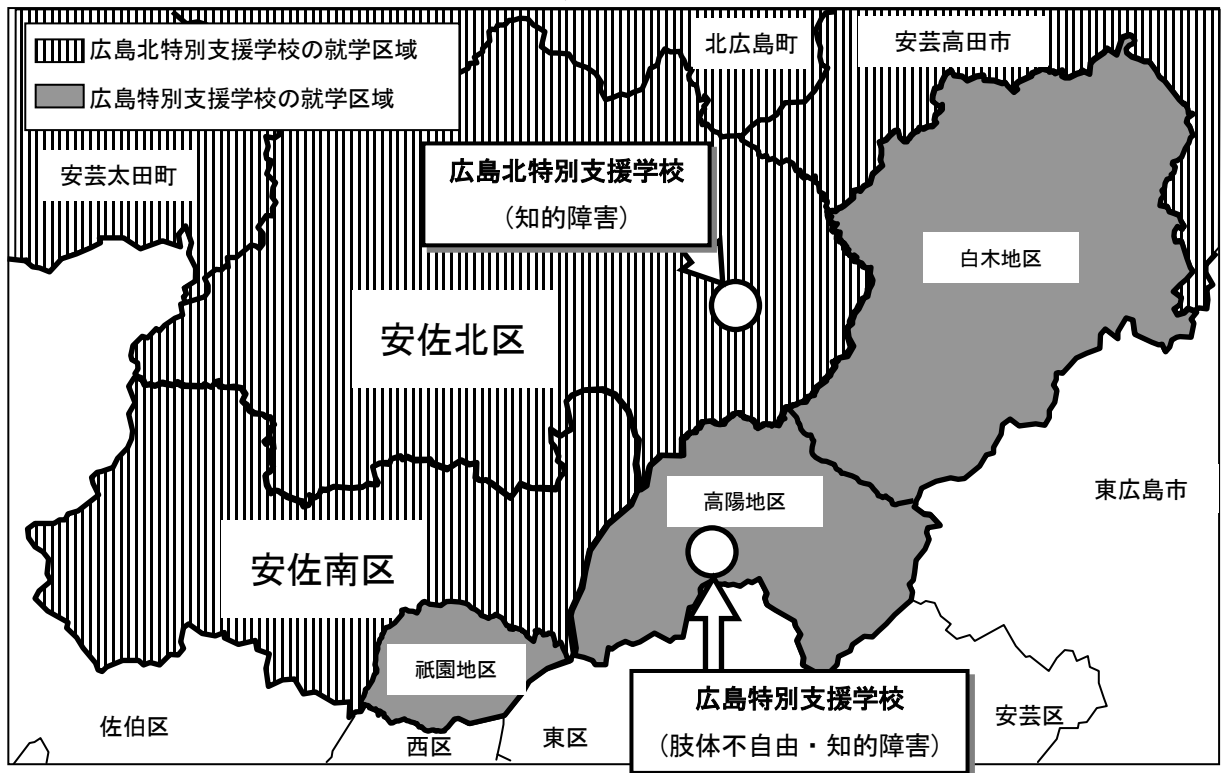 広島北特別支援学校の就学区域
広島特別支援学校の就学区域
北広島町
安芸高田市
安芸太田町
広島北特別支援学校
（知的障害）
白木地区
安佐北区
高陽地区
東広島市
安佐南区
祇園地区
広島特別支援学校
（肢体不自由・知的障害）
佐伯区
西区
東区
安芸区